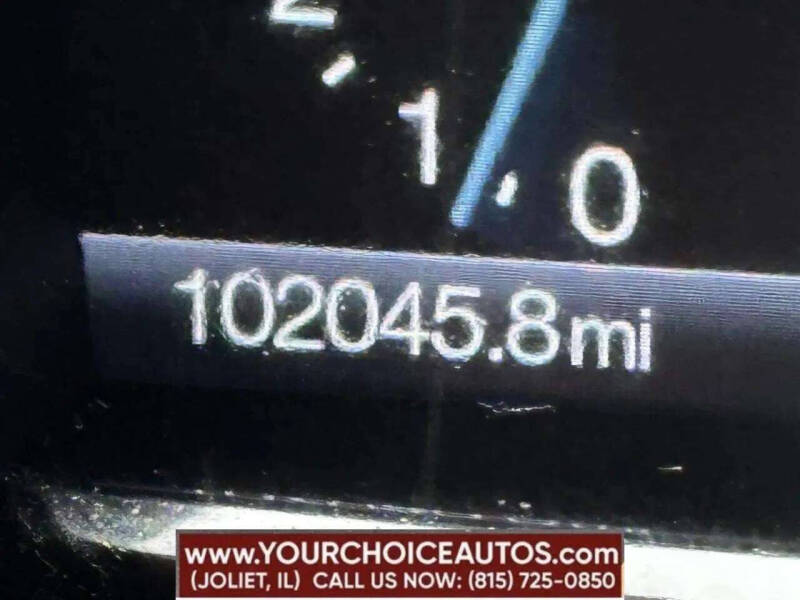 2
1
0
102045.8mi
www.YOURCHOICEAUTOS.com
(JOLIET, IL) CALL US NOW: (815) 725-0850